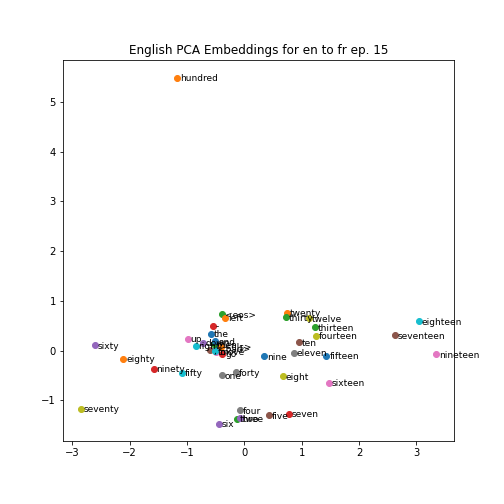 English PCA Embeddings for en to fr ep. 15
hundred
5
4
3
2
1
<eos>
left
twenty
thirty
twelve
eighteen
thirteen
the
fourteen
seventeen
up
and
ten
sixty
0
eleven
nineteen
eighty
nine
fifteen
ninety
fifty
one
forty
eight
sixteen
−1
seventy
four
five
seven
six
−3
−2
−1
0
1
2
3